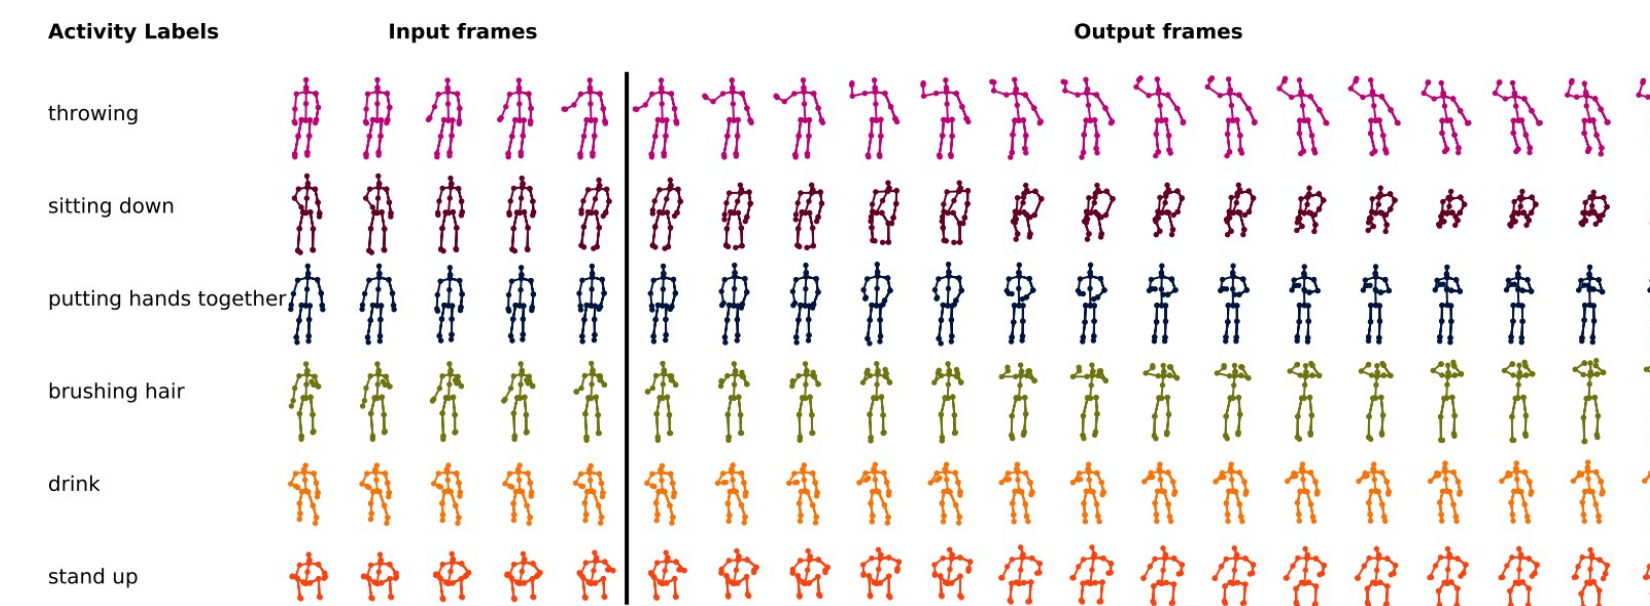 Activity Labels Input frames Output frames
throwing
sitting down
putting hands together
brushing hair
drink
stand up